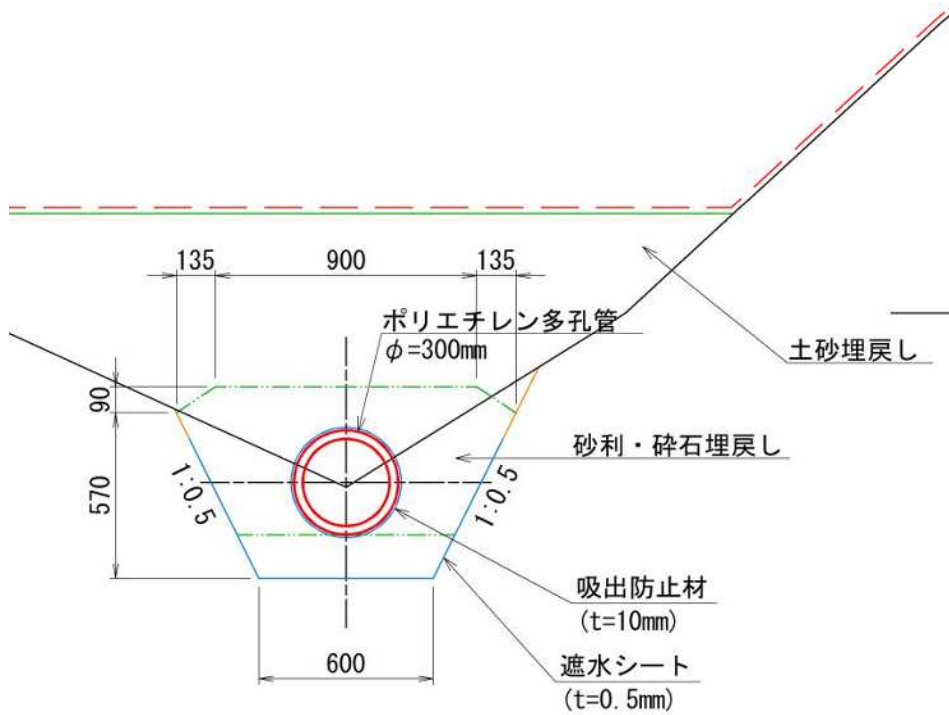 135
900
135
ポリエチレン多孔管
φ=300mm
土砂埋戻し
90
砂利・砕石埋戻し
570
1:0.5
1:0.5
吸出防止材
(t=10mm)
600
遮水シート
(t=0.5mm)